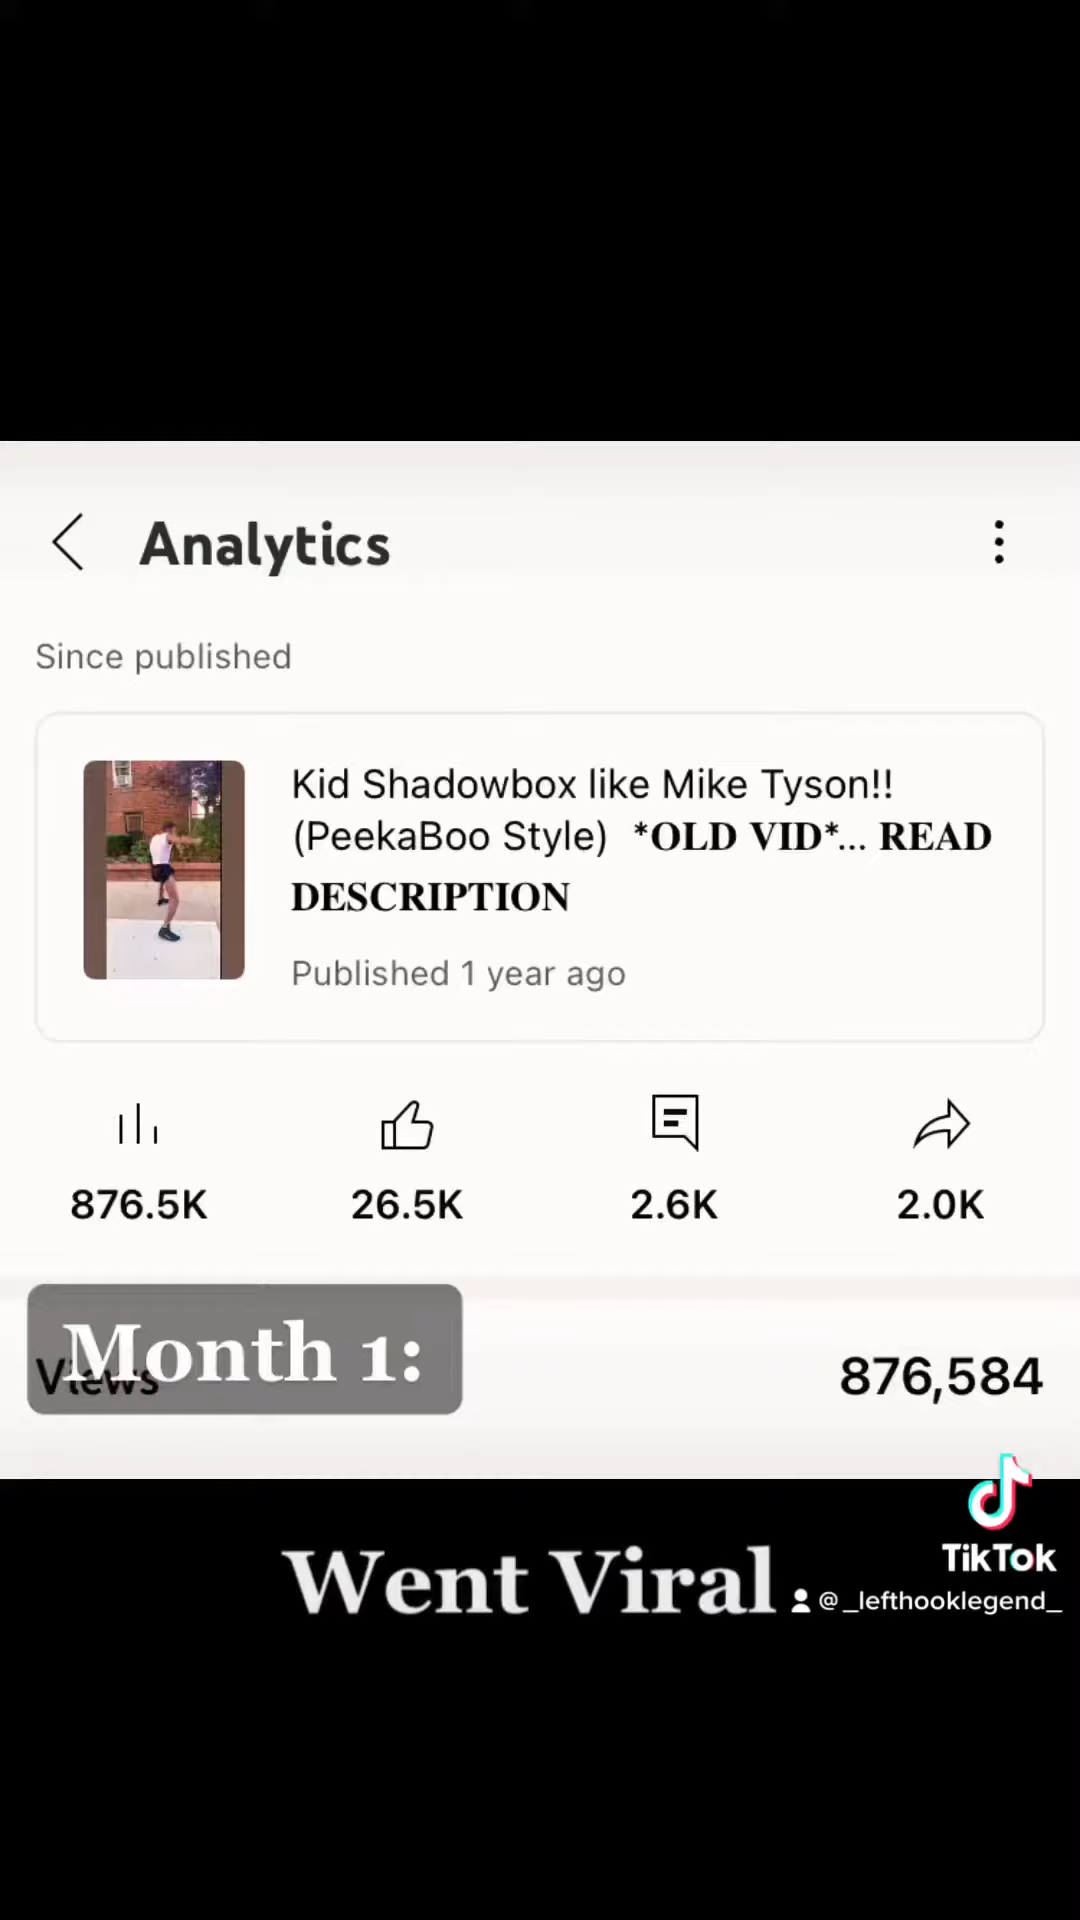 Analytics
Since published
Kid Shadowbox like Mike Tyson!!
(PeekaBoo Style) *OLD VID*... READ
DESCRIPTION
Published 1 year ago
876.5K 26.5K 2.6K 2.0K
Month 1:
Views 876,584
TikTok
Went Viral
@_lefthooklegend_